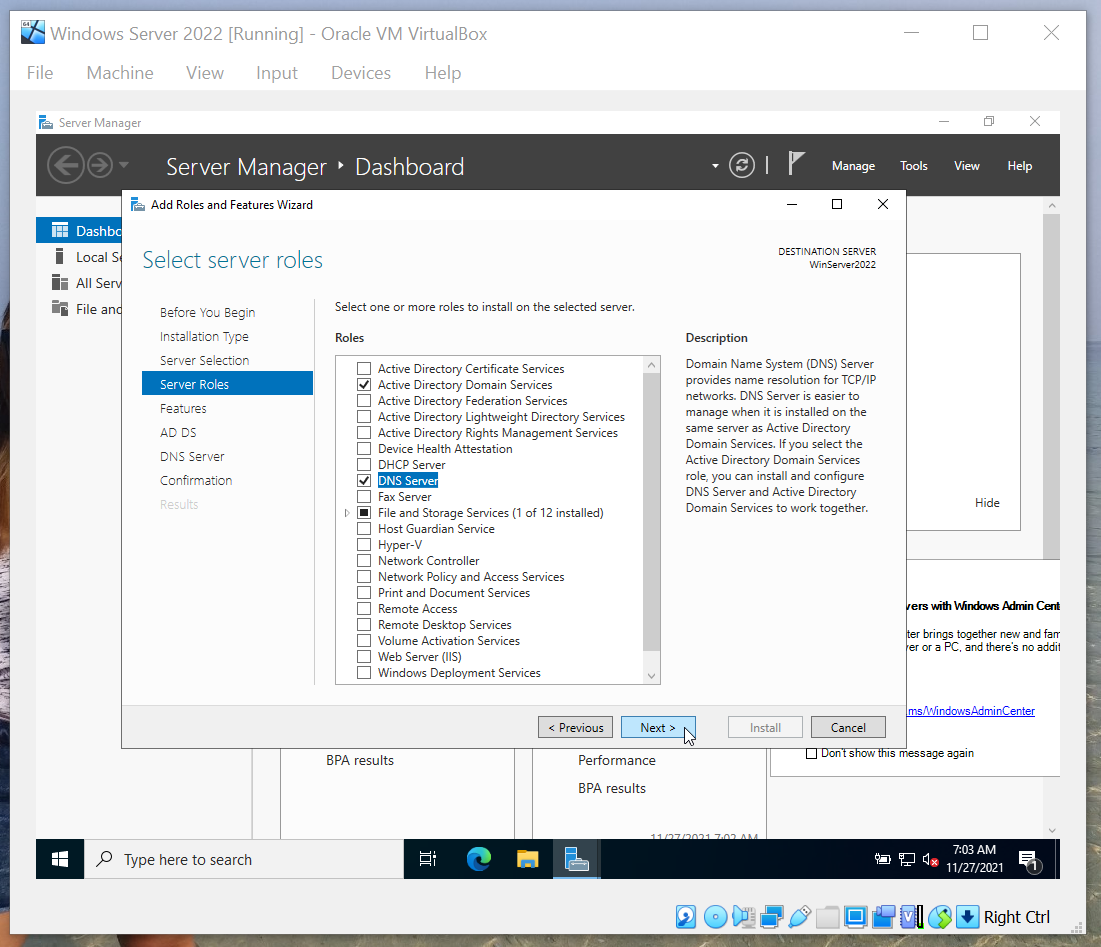 Windows Server 2022 [Running] - Oracle VM VirtualBox
File Machine View Input Devices Help
Server Manager
Server Manager Dashboard
Manage Tools View Help
Add Roles and Features Wizard
Select server roles
DESTINATION SERVER
WinServer2022
Dashbo
Local Se
All Serv
File and
Before You Begin
Installation Type
Server Selection
Server Roles
Features
AD DS
DNS Server
Confirmation
Results
Select one or more roles to install on the selected server.
Roles
Active Directory Certificate Services
Active Directory Domain Services
Active Directory Federation Services
Active Directory Lightweight Directory Services
Active Directory Rights Management Services
Device Health Attestation
DHCP Server
DNS Server
Fax Server
File and Storage Services (1 of 12 installed)
Host Guardian Service
Hyper-V
Network Controller
Network Policy and Access Services
Print and Document Services
Remote Access
Remote Desktop Services
Volume Activation Services
Web Server (IIS)
Windows Deployment Services
Description
Domain Name System (DNS) Server
provides name resolution for TCP/IP
networks. DNS Server is easier to
manage when it is installed on the
same server as Active Directory
Domain Services. If you select the
Active Directory Domain Services
role, you can install and configure
DNS Server and Active Directory
Domain Services to work together.
Hide
vers with Windows Admin Cent
ter brings together new and fam
ver or a PC, and there's no addit
.ms/WindowsAdminCenter
Don't show this message again
< Previous Next > Install Cancel
BPA results
Performance
BPA results
11/27/2021 7:02 AM
Type here to search
7:03 AM
11/27/2021
1
Right Ctrl